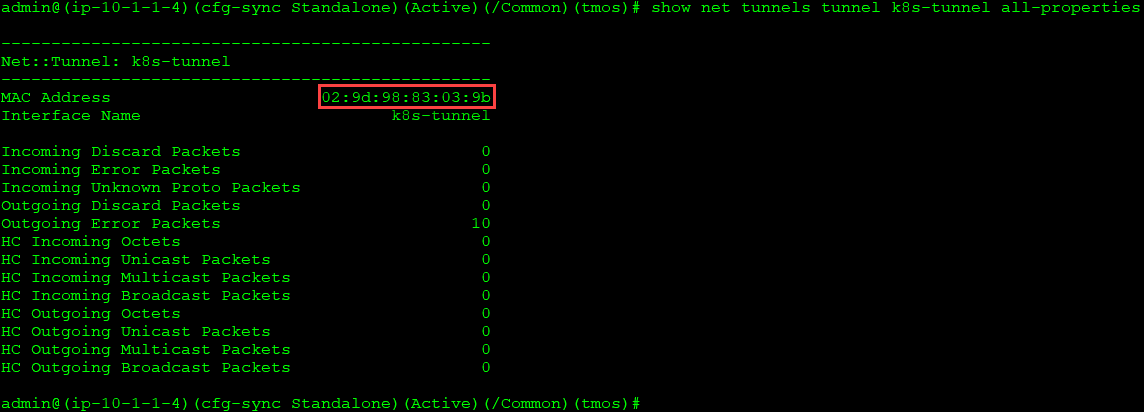 admin@(ip-10-1-1-4)(cfg-sync Standalone)(Active)(/Common)(tmos)# show net tunnels tunnel k8s-tunnel all-properties
-------------------------------------------------
Net::Tunnel: k8s-tunnel
-------------------------------------------------
MAC Address                     02:9d:98:83:03:9b
Interface Name                         k8s-tunnel
Incoming Discard Packets                        0
Incoming Error Packets                          0
Incoming Unknown Proto Packets                  0
Outgoing Discard Packets                        0
Outgoing Error Packets                         10
HC Incoming Octets                              0
HC Incoming Unicast Packets                     0
HC Incoming Multicast Packets                   0
HC Incoming Broadcast Packets                   0
HC Outgoing Octets                              0
HC Outgoing Unicast Packets                     0
HC Outgoing Multicast Packets                   0
HC Outgoing Broadcast Packets                   0
admin@(ip-10-1-1-4)(cfg-sync Standalone)(Active)(/Common)(tmos)#